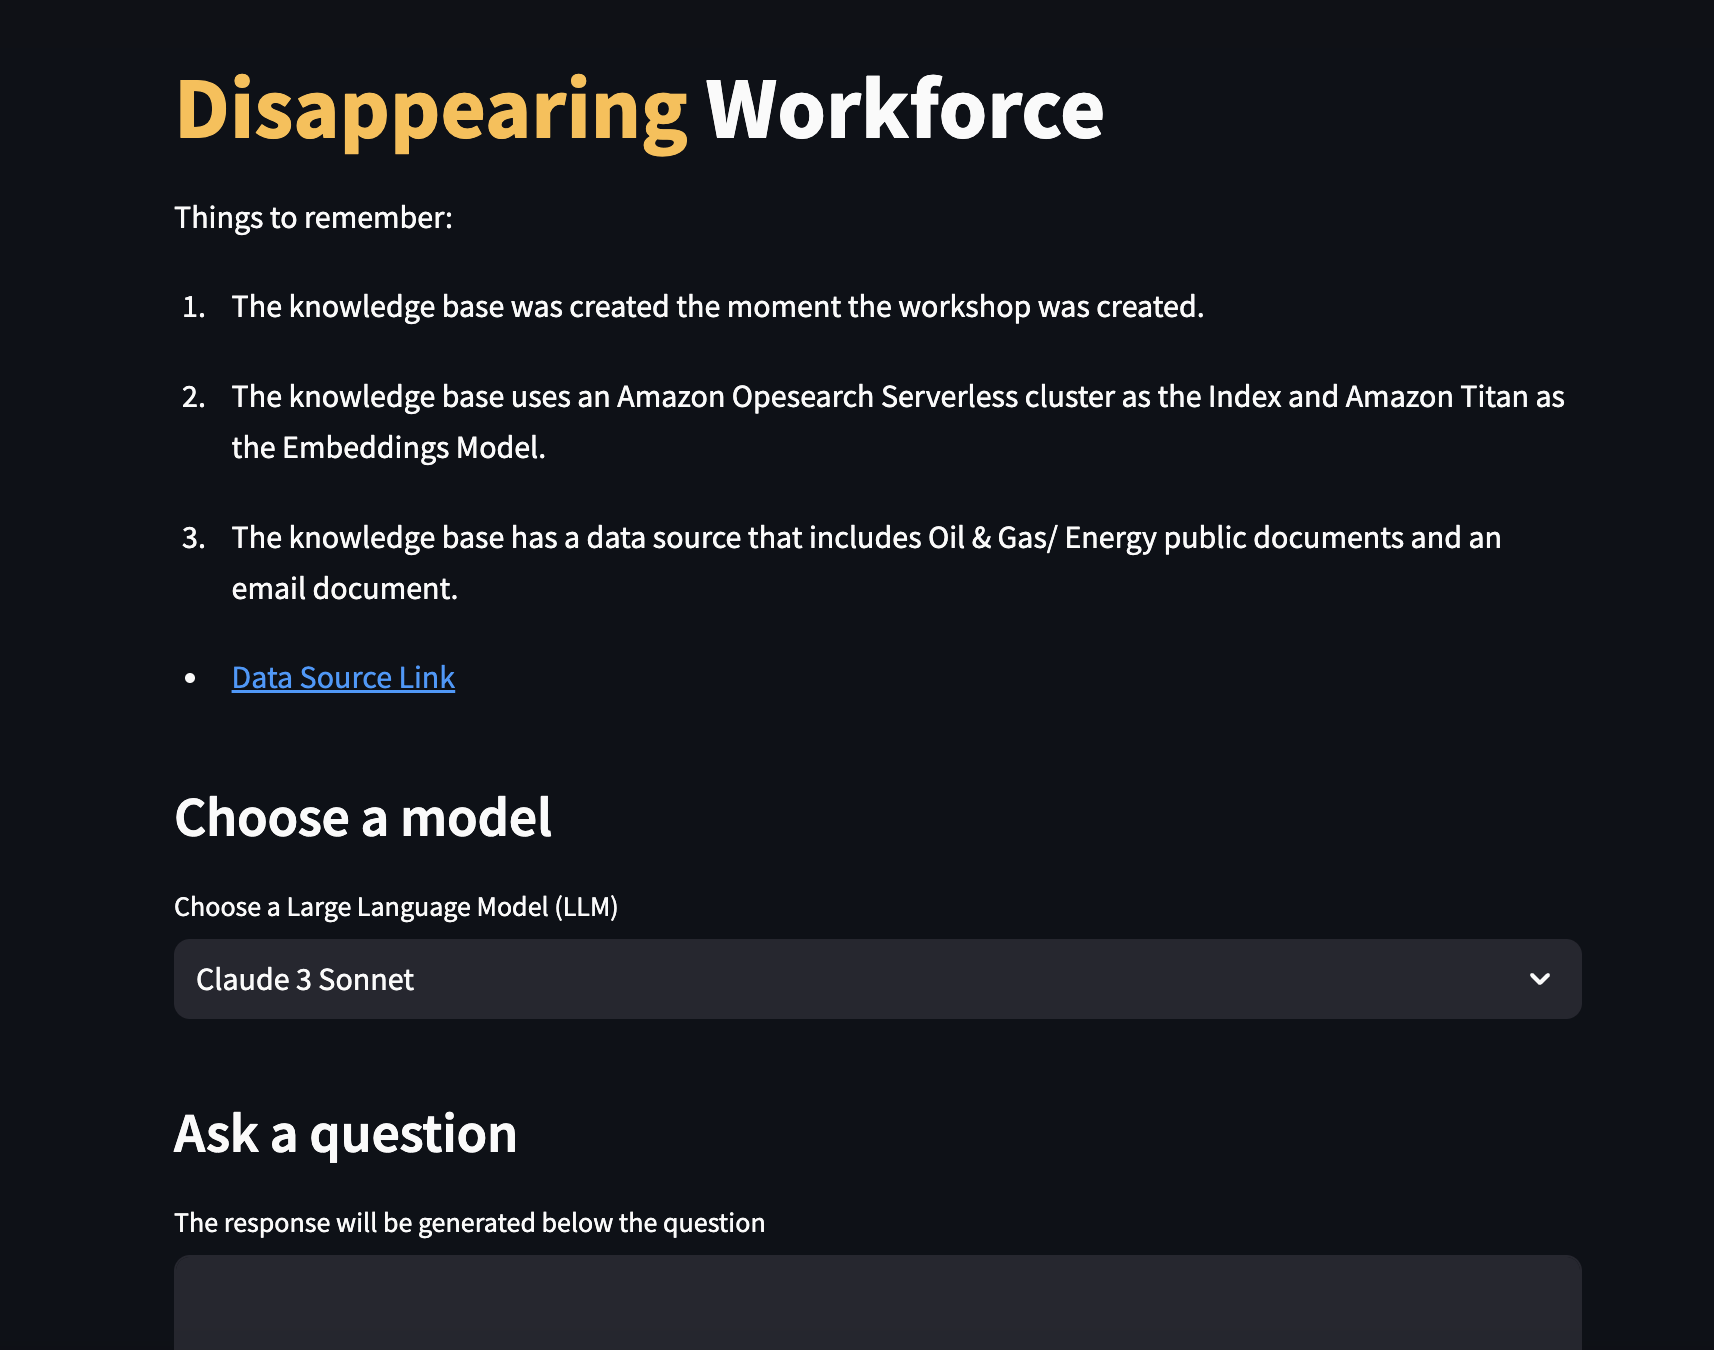 Disappearing Workforce
Things to remember:
1. The knowledge base was created the moment the workshop was created.
2. The knowledge base uses an Amazon Opesearch Serverless cluster as the Index and Amazon Titan as
the Embeddings Model.
3. The knowledge base has a data source that includes Oil & Gas/ Energy public documents and an
email document.
• Data Source Link
Choose a model
Choose a Large Language Model (LLM)
Claude 3 Sonnet
Ask a question
The response will be generated below the question